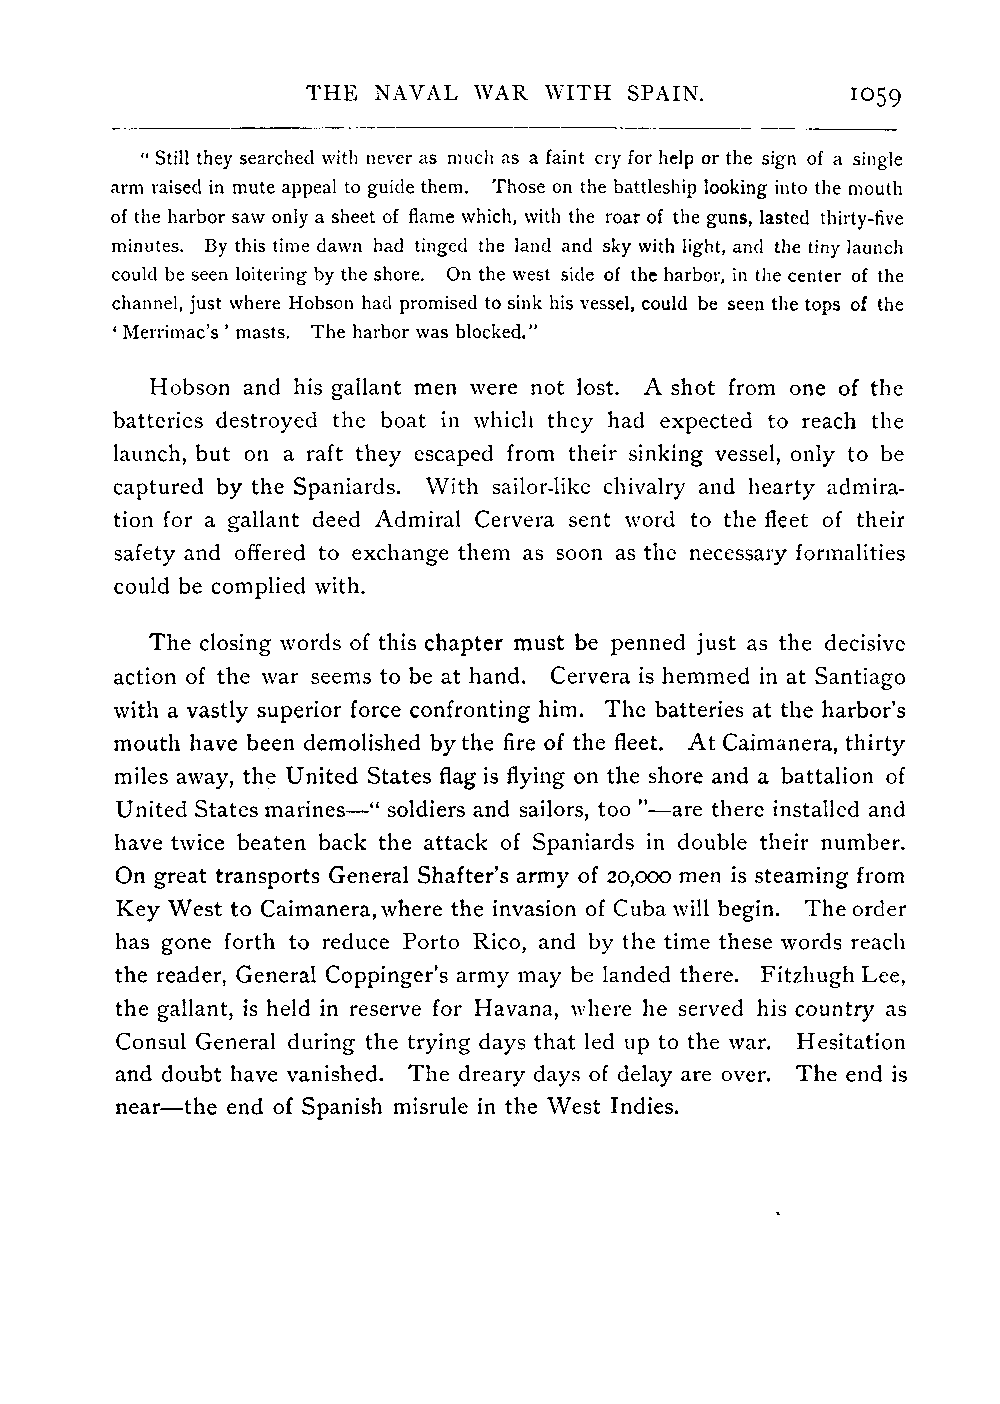 THE NAVAL WAR WITH SPAIN. 1059
“ Still they searched with never as much as a faint cry for help or the sign of a single
arm raised in mute appeal to guide them. Those on the battleship looking into the mouth
of the harbor saw only a sheet of flame which, with the roar of the guns, lasted thirty-five
minutes. By this time dawn had tinged the land and sky with light, and the tiny launch
could be seen loitering by the shore. On the west side of the harbor, in the center of the
channel, just where Hobson had promised to sink his vessel, could be seen the tops of the
‘ Merrimac’s ’ masts. The harbor was blocked.”
Hobson and his gallant men were not lost. A shot from one of the
batteries destroyed the boat in which they had expected to reach the
launch, but on a raft they escaped from their sinking vessel, only to be
captured by the Spaniards. With sailor-like chivalry and hearty admira-
tion for a gallant deed Admiral Cervera sent word to the fleet of their
safety and offered to exchange them as soon as the necessary formalities
could be complied with.
The closing words of this chapter must be penned just as the decisive
action of the war seems to be at hand. Cervera is hemmed in at Santiago
with a vastly superior force confronting him. The batteries at the harbor’s
mouth have been demolished by the fire of the fleet. At Caimanera, thirty
miles away, the United States flag is flying on the shore and a battalion of
United States marines—“ soldiers and sailors, too ”—are there installed and
have twice beaten back the attack of Spaniards in double their number.
On great transports General Shafter’s army of 20,000 men is steaming from
Key West to Caimanera, where the invasion of Cuba will begin. The order
has gone forth to reduce Porto Rico, and by the time these words reach
the reader, General Coppinger’s army may be landed there. Fitzhugh Lee,
the gallant, is held in reserve for Havana, where he served his country as
Consul General during the trying days that led up to the war. Hesitation
and doubt have vanished. The dreary days of delay are over. The end is
near—the end of Spanish misrule in the West Indies.